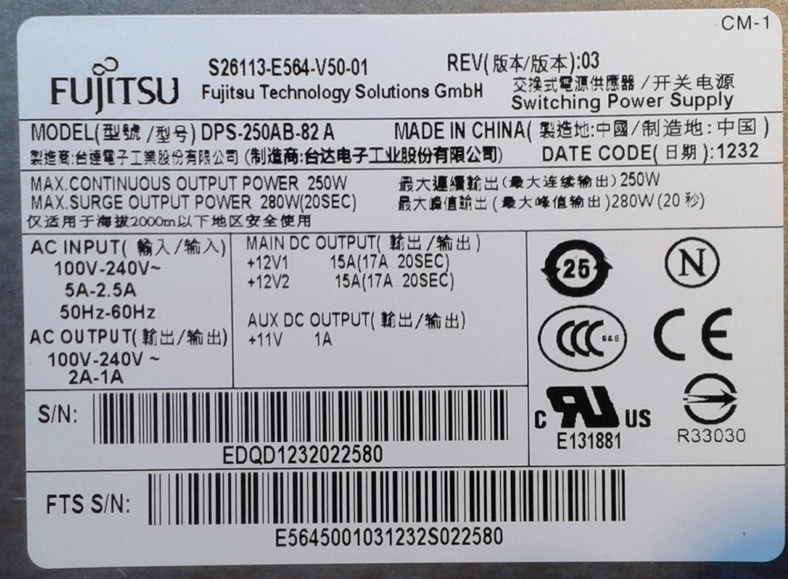 CM-1
FUJITSU
S26113-E564-V50-01 REV(版本/版本):03
Fujitsu Technology Solutions GmbH 交換式電源供應器/开关电源
Switching Power Supply
MODEL(型號/型号) DPS-250AB-82 A MADE IN CHINA(製造地:中國/制造地:中国)
製造商:台達電子工業股份有限公司(制造商:台达电子工业股份有限公司) DATE CODE(日期):1232
MAX.CONTINUOUS OUTPUT POWER 250W 最大連續輸出(最大连续输出)250W
MAX.SURGE OUTPUT POWER 280W(20SEC) 最大峰值輸出(最大峰值输出)280W(20秒)
仅适用于海拔2000m以下地区安全使用
AC INPUT(輸入/输入)
100V-240V~
5A-2.5A
50Hz-60Hz
AC OUTPUT(輸出/输出)
100V-240V~
2A-1A
MAIN DC OUTPUT(輸出/输出)
+12V1 15A(17A 20SEC)
+12V2 15A(17A 20SEC)
AUX DC OUTPUT(輸出/输出)
+11V 1A
25
N
CCC S&E
CE
C RU US
E131881
R33030
S/N:
EDQD1232022580
FTS S/N:
E5645001031232S022580